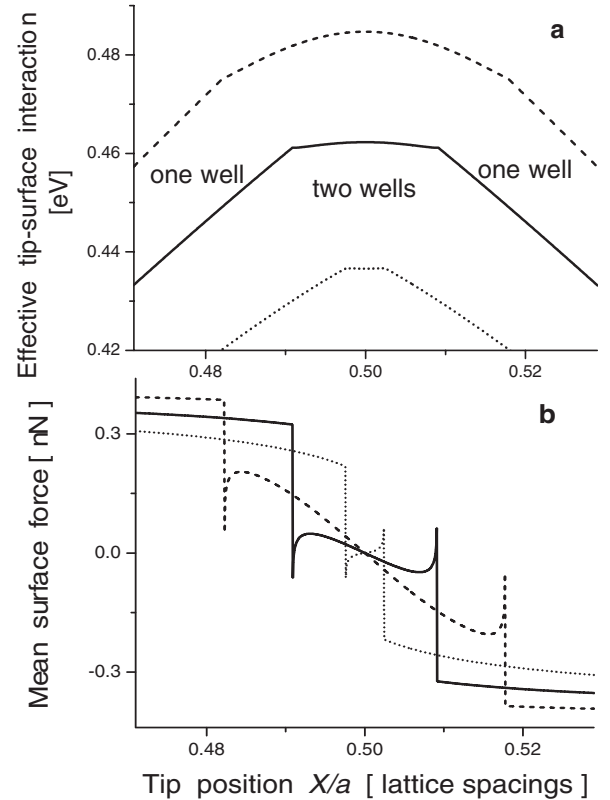 a
Effective tip-surface interaction
[eV]
0.48
0.46
0.44
0.42
one well
two wells
one well
0.48
0.50
0.52
b
Mean surface force [ nN ]
0.3
0.0
-0.3
0.48
0.50
0.52
Tip position X/a [ lattice spacings ]